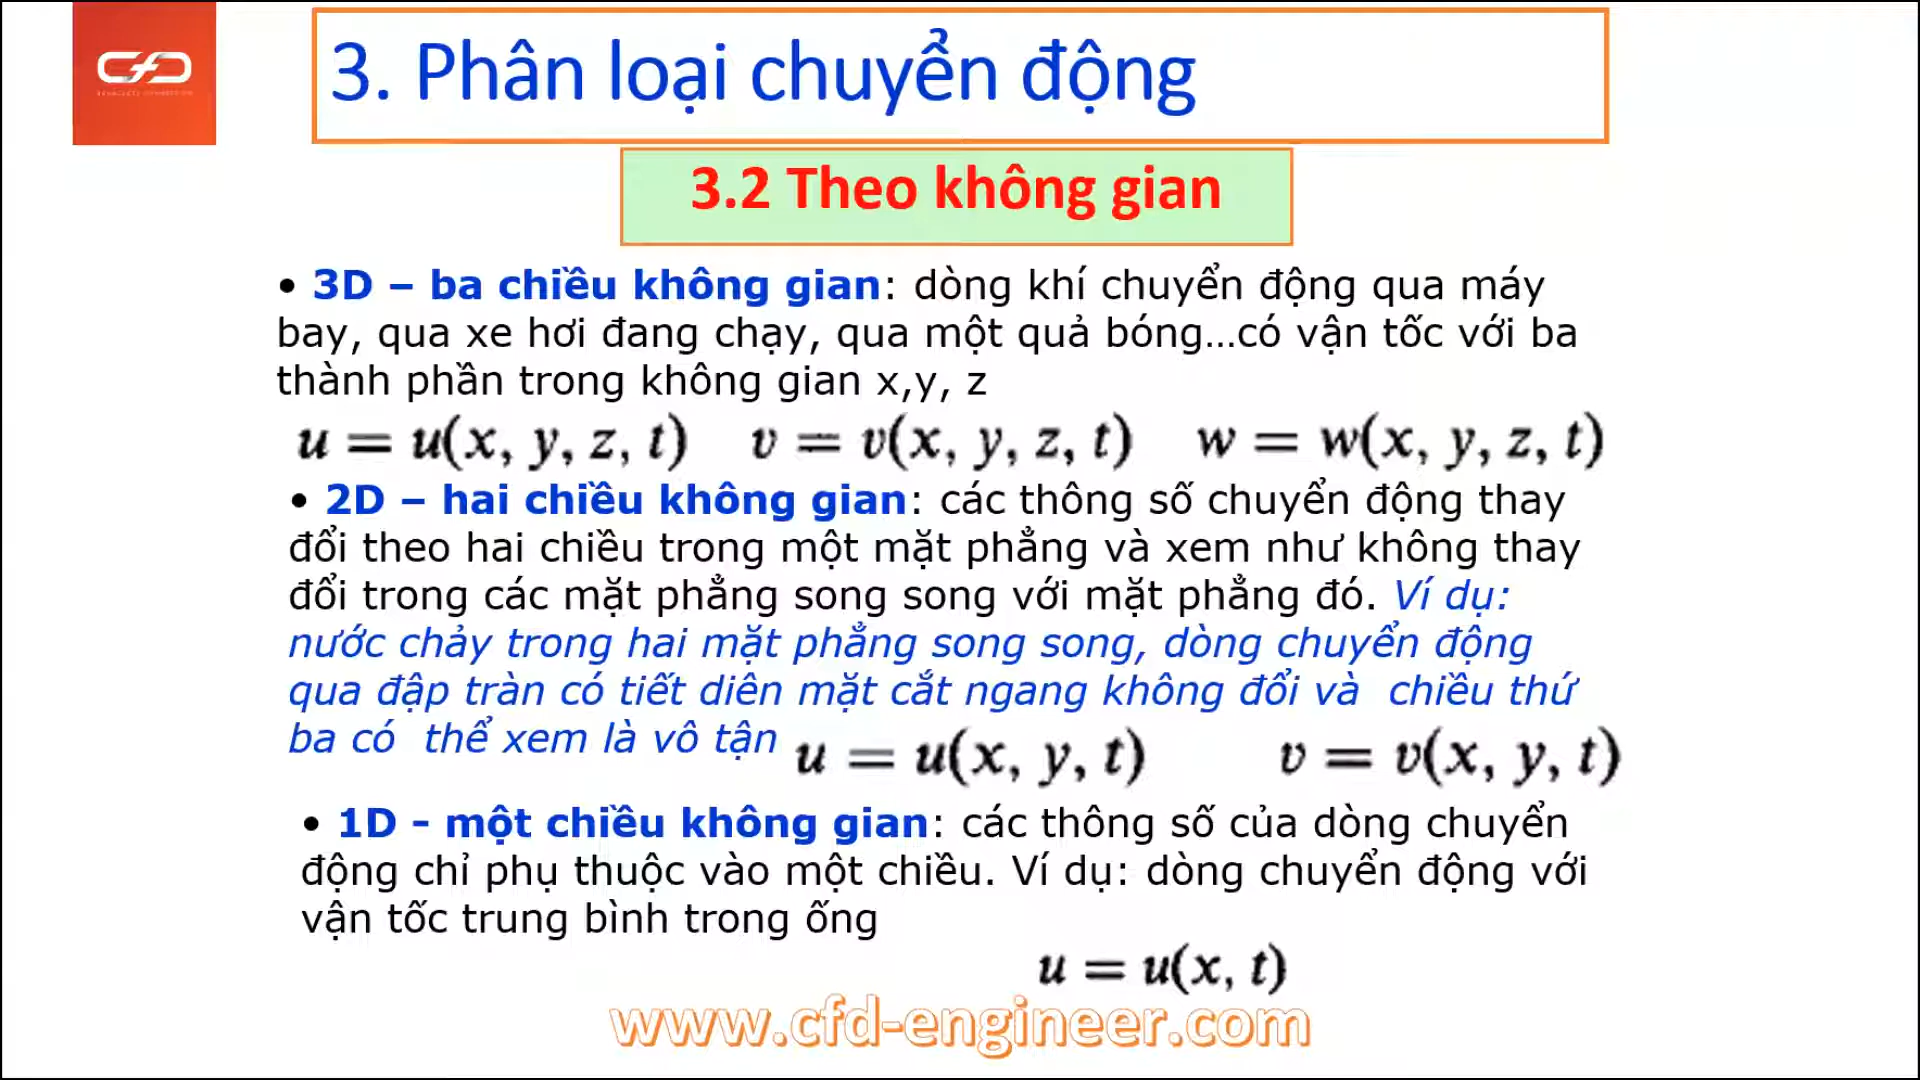 CFD
3. Phân loại chuyển động
3.2 Theo không gian
• 3D – ba chiều không gian: dòng khí chuyển động qua máy
bay, qua xe hơi đang chạy, qua một quả bóng...có vận tốc với ba
thành phần trong không gian x,y, z
u = u(x, y, z, t) v = v(x, y, z, t) w = w(x, y, z, t)
• 2D – hai chiều không gian: các thông số chuyển động thay
đổi theo hai chiều trong một mặt phẳng và xem như không thay
đổi trong các mặt phẳng song song với mặt phẳng đó. Ví dụ:
nước chảy trong hai mặt phẳng song song, dòng chuyển động
qua đập tràn có tiết diên mặt cắt ngang không đổi và chiều thứ
ba có thể xem là vô tận u = u(x, y, t) v = v(x, y, t)
• 1D - một chiều không gian: các thông số của dòng chuyển
động chỉ phụ thuộc vào một chiều. Ví dụ: dòng chuyển động với
vận tốc trung bình trong ống
u = u(x, t)
www.cfd-engineer.com